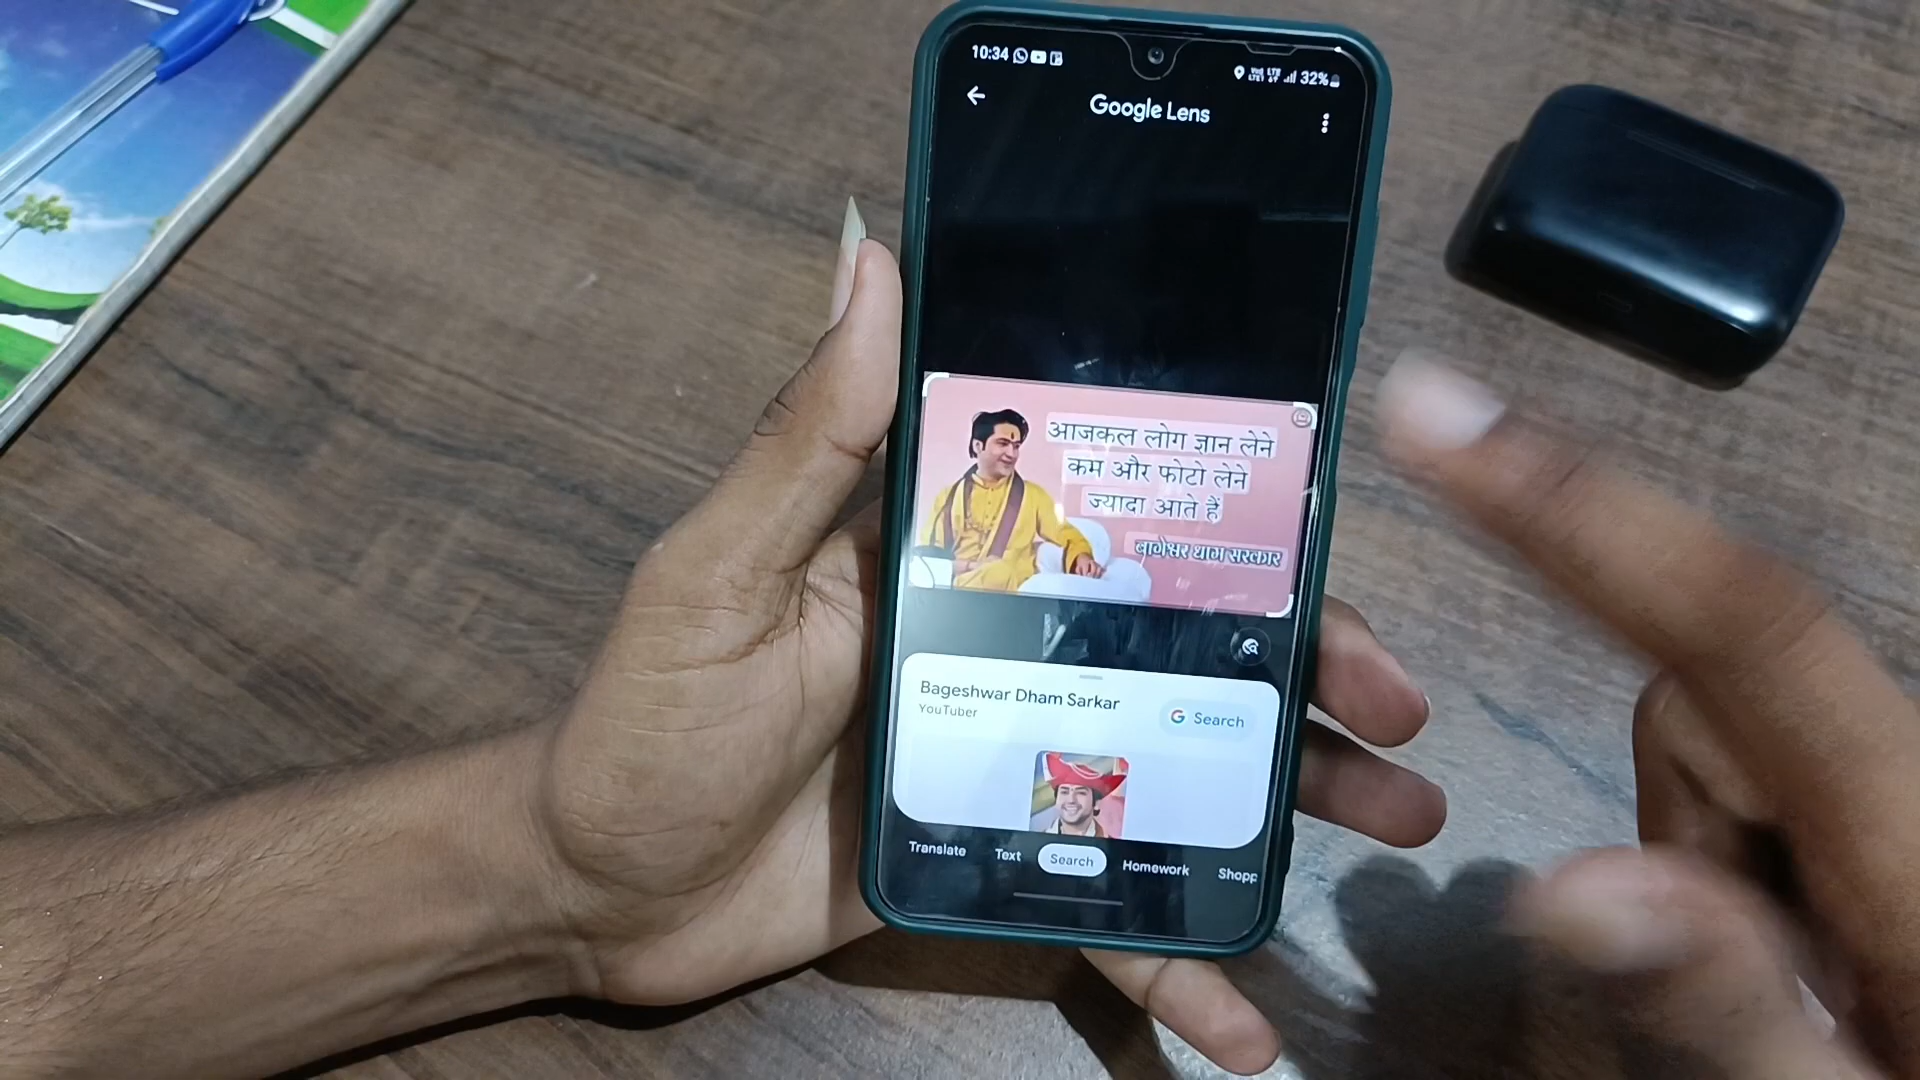 10:34
32%
Google Lens
आजकल लोग ज्ञान लेने
कम और फोटो लेने
ज्यादा आते हैं
बागेश्वर धाम सरकार
Bageshwar Dham Sarkar
YouTuber
Search
Translate Text Search Homework Shopp